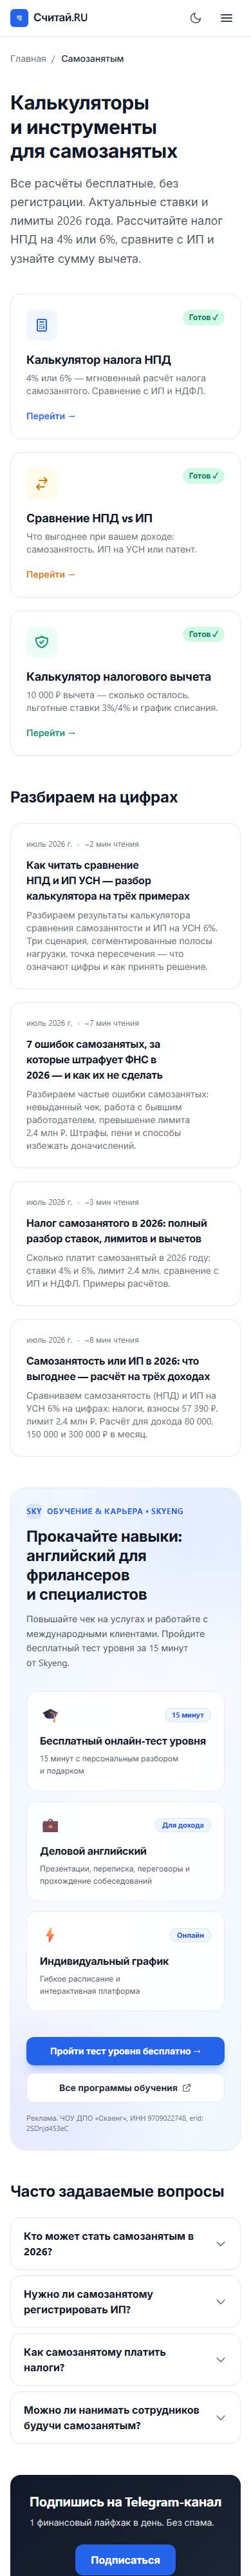 Считай.RU
Главная / Самозанятым
Калькуляторы
и инструменты
для самозанятых
Все расчёты бесплатные, без
регистрации. Актуальные ставки и
лимиты 2026 года. Рассчитайте налог
НПД на 4% или 6%, сравните с ИП и
узнайте сумму вычета.
Готов ✓
Калькулятор налога НПД
4% или 6% — мгновенный расчёт налога
самозанятого. Сравнение с ИП и НДФЛ.
Перейти →
Готов ✓
Сравнение НПД vs ИП
Что выгоднее при вашем доходе:
самозанятость, ИП на УСН или патент.
Перейти →
Готов ✓
Калькулятор налогового вычета
10 000 ₽ вычета — сколько осталось,
льготные ставки 3%/4% и график списания.
Перейти →
Разбираем на цифрах
июль 2026 г. · ~2 мин чтения
Как читать сравнение
НПД и ИП УСН — разбор
калькулятора на трёх примерах
Разбираем результаты калькулятора
сравнения самозанятости и ИП на УСН 6%.
Три сценария, сегментированные полосы
нагрузки, точка пересечения — что
означают цифры и как принять решение.
июль 2026 г. · ~7 мин чтения
7 ошибок самозанятых, за
которые штрафует ФНС в
2026 — и как их не сделать
Разбираем частые ошибки самозанятых:
невыданный чек, работа с бывшим
работодателем, превышение лимита
2,4 млн ₽. Штрафы, пени и способы
избежать доначислений.
июль 2026 г. · ~3 мин чтения
Налог самозанятого в 2026: полный
разбор ставок, лимитов и вычетов
Сколько платит самозанятый в 2026 году:
ставки 4% и 6%, лимит 2,4 млн, сравнение с
ИП и НДФЛ. Примеры расчётов.
июль 2026 г. · ~8 мин чтения
Самозанятость или ИП в 2026: что
выгоднее — расчёт на трёх доходах
Сравниваем самозанятость (НПД) и ИП на
УСН 6% на цифрах: налоги, взносы 57 390 ₽,
лимит 2,4 млн ₽. Расчёт для дохода 80 000,
150 000 и 300 000 ₽ в месяц.
SKY ОБУЧЕНИЕ & КАРЬЕРА • SKYENG
Прокачайте навыки:
английский для
фрилансеров
и специалистов
Повышайте чек на услугах и работайте с
международными клиентами. Пройдите
бесплатный тест уровня за 15 минут
от Skyeng.
15 минут
Бесплатный онлайн-тест уровня
15 минут с персональным разбором
и подарком
Для дохода
Деловой английский
Презентации, переписка, переговоры и
прохождение собеседований
Онлайн
Индивидуальный график
Гибкое расписание и
интерактивная платформа
Пройти тест уровня бесплатно →
Все программы обучения
Реклама. ЧОУ ДПО «Скаенг», ИНН 9709022748, erid:
2SDnjd453eC
Часто задаваемые вопросы
Кто может стать самозанятым в
2026?
Нужно ли самозанятому
регистрировать ИП?
Как самозанятому платить
налоги?
Можно ли нанимать сотрудников
будучи самозанятым?
Подпишись на Telegram-канал
1 финансовый лайфхак в день. Без спама.
Подписаться